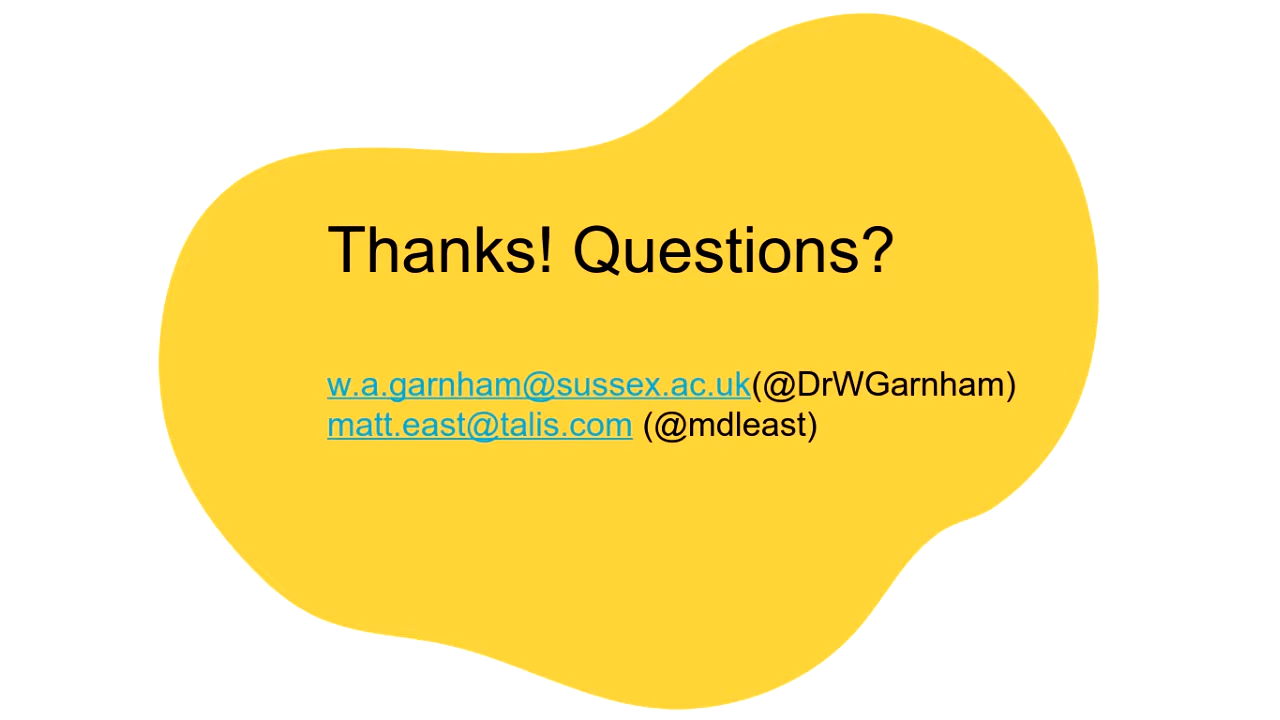 Thanks! Questions?
w.a.garnham@sussex.ac.uk(@DrWGarnham)
matt.east@talis.com (@mdleast)